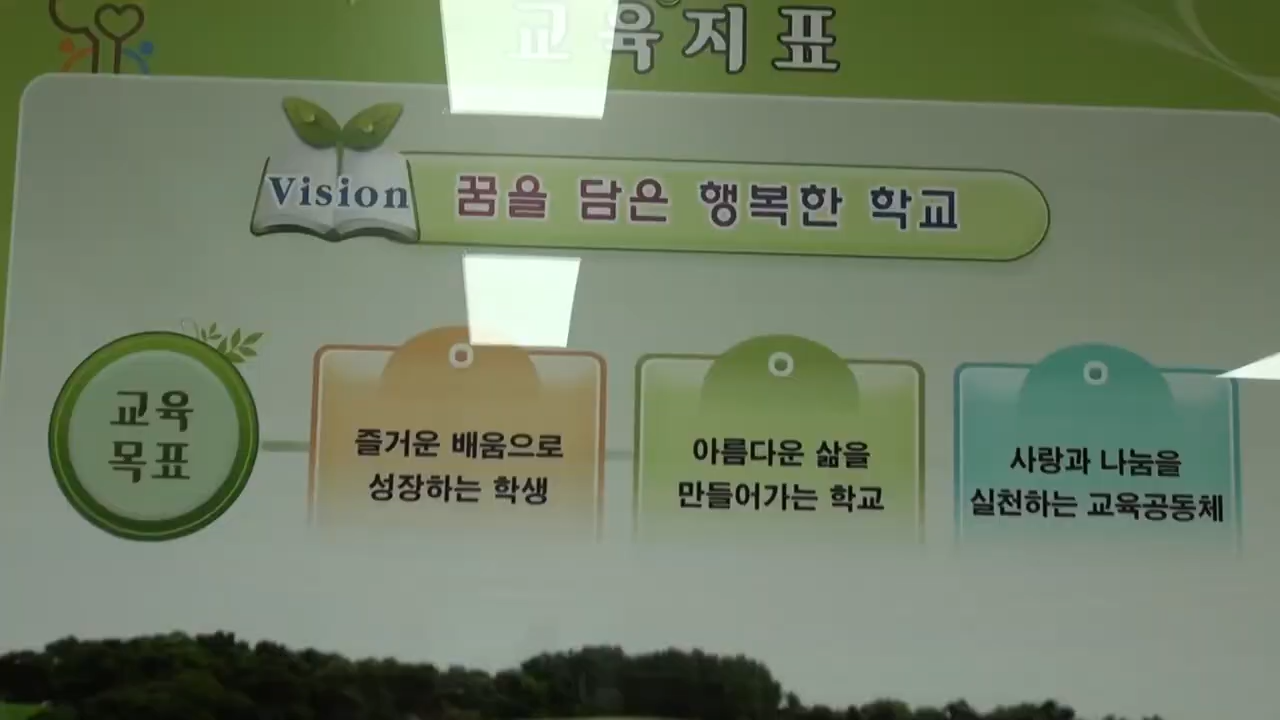 교육지표
Vision
꿈을 담은 행복한 학교
교육
목표
즐거운 배움으로
성장하는 학생
아름다운 삶을
만들어가는 학교
사랑과 나눔을
실천하는 교육공동체